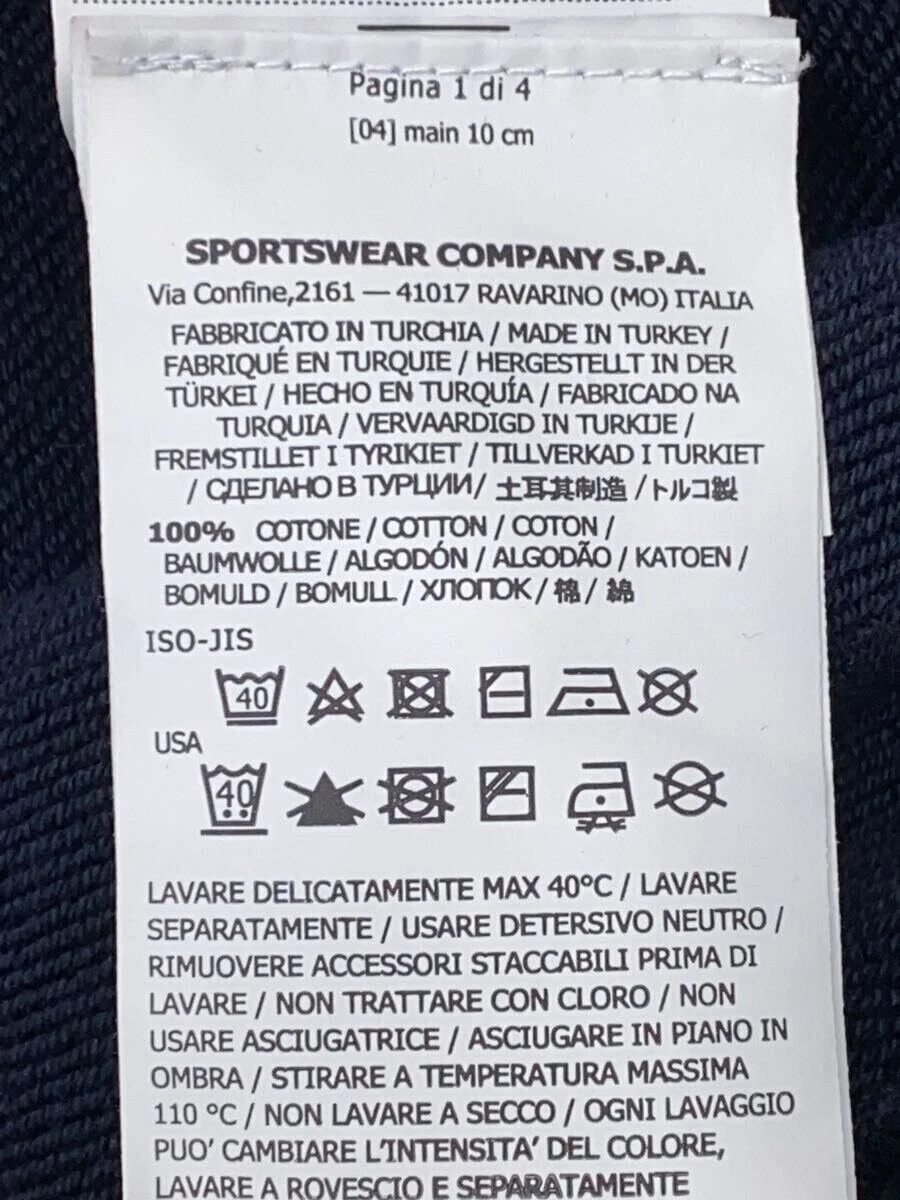 Pagina 1 di 4
[04] main 10 cm
SPORTSWEAR COMPANY S.P.A.
Via Confine,2161 — 41017 RAVARINO (MO) ITALIA
FABBRICATO IN TURCHIA / MADE IN TURKEY /
FABRIQUÉ EN TURQUIE / HERGESTELLT IN DER
TÜRKEI / HECHO EN TURQUÍA / FABRICADO NA
TURQUIA / VERVAARDIGD IN TURKIJE /
FREMSTILLET I TYRIKIET / TILLVERKAD I TURKIET
/ СДЕЛАНО В ТУРЦИИ/ 土耳其制造 /トルコ製
100% COTONE / COTTON / COTON /
BAUMWOLLE / ALGODÓN / ALGODÃO / KATOEN /
BOMULD / BOMULL / ХЛОПОК / 棉 / 綿
ISO-JIS
40
USA
40
LAVARE DELICATAMENTE MAX 40°C / LAVARE
SEPARATAMENTE / USARE DETERSIVO NEUTRO /
RIMUOVERE ACCESSORI STACCABILI PRIMA DI
LAVARE / NON TRATTARE CON CLORO / NON
USARE ASCIUGATRICE / ASCIUGARE IN PIANO IN
OMBRA / STIRARE A TEMPERATURA MASSIMA
110 °C / NON LAVARE A SECCO / OGNI LAVAGGIO
PUO' CAMBIARE L'INTENSITA' DEL COLORE,
LAVARE A ROVESCIO E SEPARATAMENTE